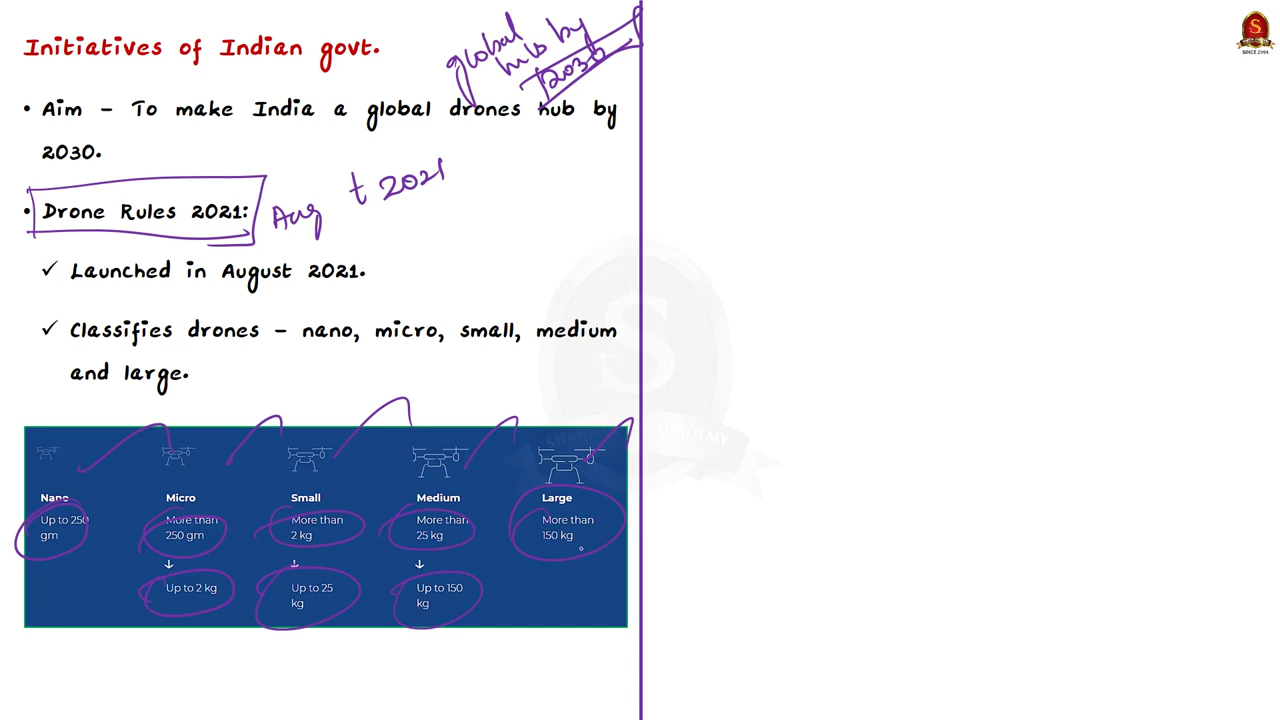 Initiatives of Indian govt.
global
hub by
2030
• Aim – To make India a global drones hub by
2030.
• Drone Rules 2021:
Aug
t 2021
✓ Launched in August 2021.
✓ Classifies drones – nano, micro, small, medium
and large.
Nano
Up to 250
gm
Micro
More than
250 gm
↓
Up to 2 kg
Small
More than
2 kg
↓
Up to 25
kg
Medium
More than
25 kg
↓
Up to 150
kg
Large
More than
150 kg
SINCE 2004